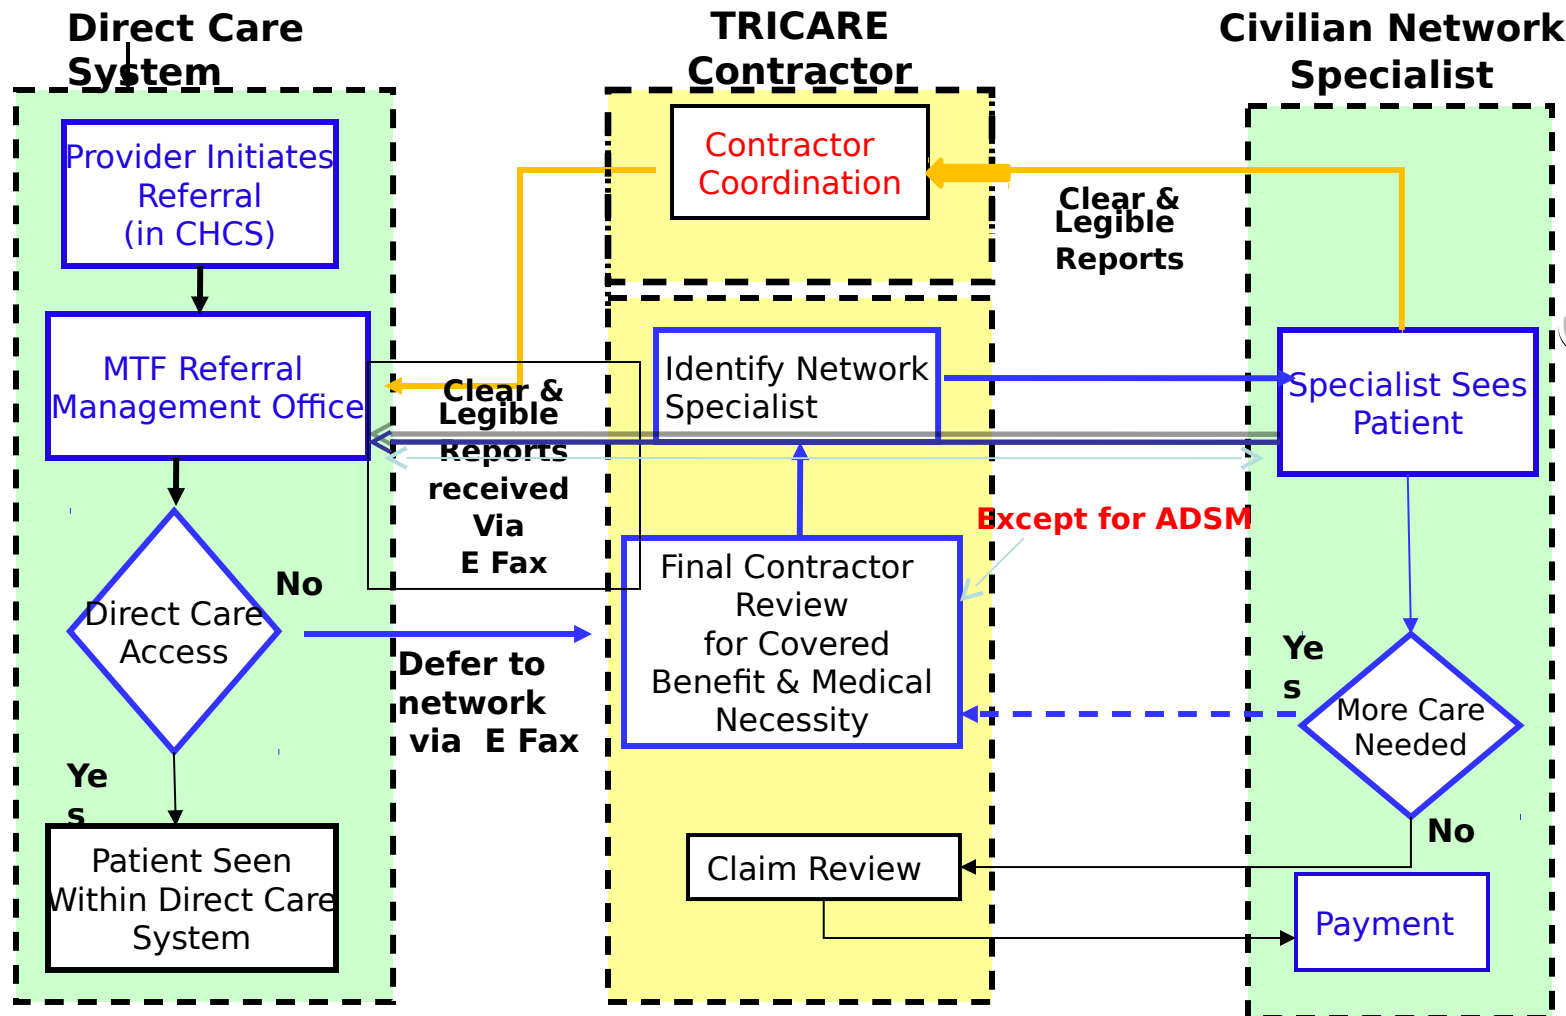 Direct Care
System
TRICARE
Contractor
Civilian Network
Specialist
Provider Initiates
Referral
(in CHCS)
MTF Referral
Management Office
Direct Care
Access
No
Ye
s
Patient Seen
Within Direct Care
System
Clear &
Legible
Reports
received
Via
E Fax
Defer to
network
via E Fax
Contractor
Coordination
Identify Network
Specialist
Final Contractor
Review
for Covered
Benefit & Medical
Necessity
Claim Review
Clear &
Legible
Reports
Except for ADSM
Specialist Sees
Patient
Ye
s
More Care
Needed
No
Payment